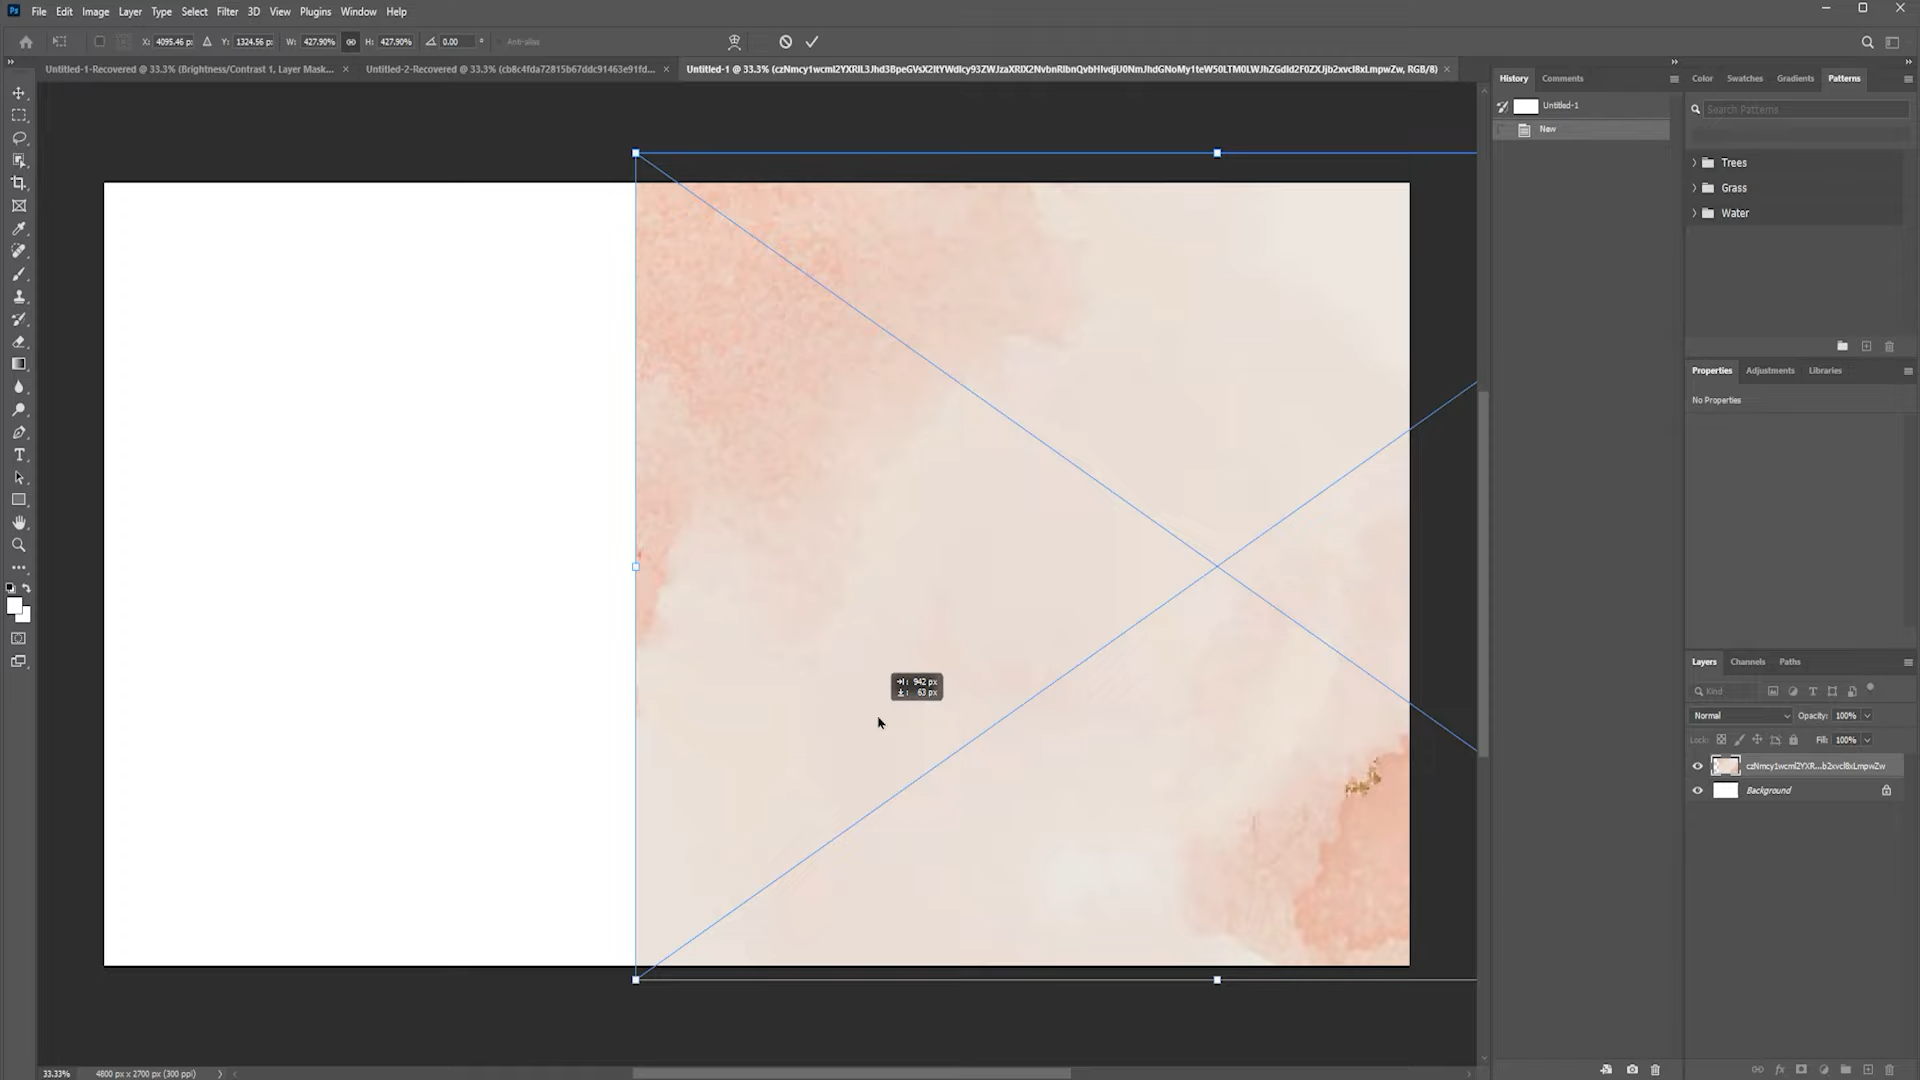 Ps File Edit Image Layer Type Select Filter 3D View Plugins Window Help
X: 4095.46 p: Y: 1324.56 p: W: 427.90% H: 427.90% 0.00 ° Anti-alias
Untitled-1-Recovered @ 33.3% (Brightness/Contrast 1, Layer Mask... × Untitled-2-Recovered @ 33.3% (cb8c4fda72815b67ddc91463e91fd... ×
History Comments
Color Swatches Gradients Patterns
Untitled-1
New
Search Patterns
Trees
Grass
Water
Properties Adjustments Libraries
No Properties
942 px
63 px
Layers Channels Paths
Kind
Normal Opacity: 100%
Lock: Fill: 100%
czNmcy1wcml2YXR...b2xvcl8xLmpwZw
Background
33.33% 4800 px x 2700 px (300 ppi)